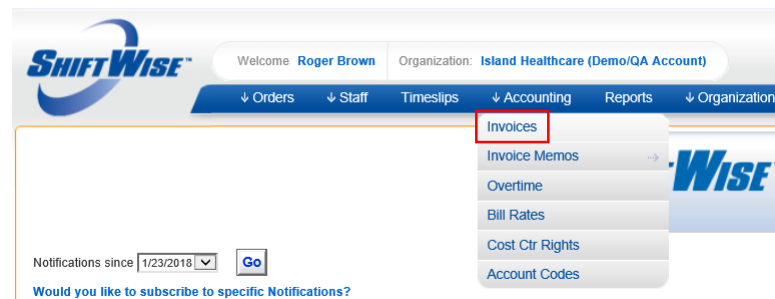 SHIFTWISE™
Welcome Roger Brown Organization: Island Healthcare (Demo/QA Account)
↓ Orders ↓ Staff Timeslips ↓ Accounting Reports ↓ Organization
Invoices
Invoice Memos →
WISE
Overtime
Bill Rates
Cost Ctr Rights
Account Codes
Notifications since 1/23/2018 Go
Would you like to subscribe to specific Notifications?